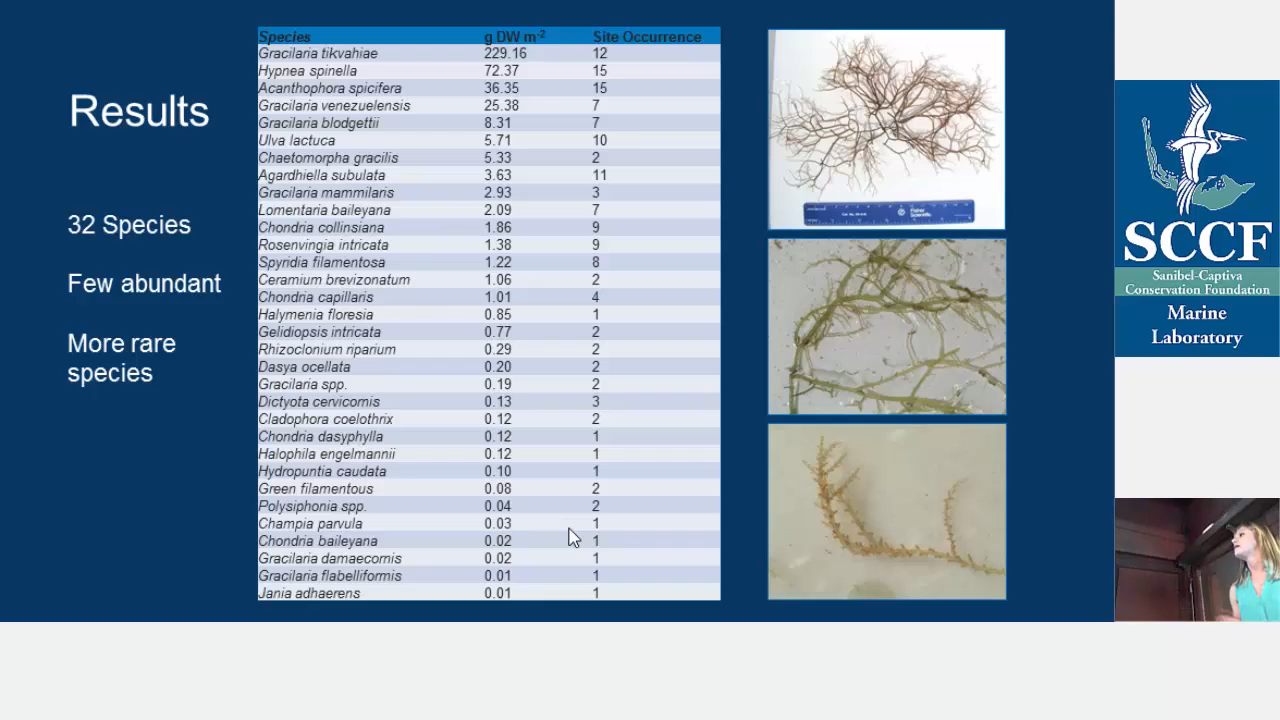 Results
32 Species
Few abundant
More rare
species
Species g DW m-2 Site Occurrence
Gracilaria tikvahiae 229.16 12
Hypnea spinella 72.37 15
Acanthophora spicifera 36.35 15
Gracilaria venezuelensis 25.38 7
Gracilaria blodgettii 8.31 7
Ulva lactuca 5.71 10
Chaetomorpha gracilis 5.33 2
Agardhiella subulata 3.63 11
Gracilaria mammilaris 2.93 3
Lomentaria baileyana 2.09 7
Chondria collinsiana 1.86 9
Rosenvingia intricata 1.38 9
Spyridia filamentosa 1.22 8
Ceramium brevizonatum 1.06 2
Chondria capillaris 1.01 4
Halymenia floresia 0.85 1
Gelidiopsis intricata 0.77 2
Rhizoclonium riparium 0.29 2
Dasya ocellata 0.20 2
Gracilaria spp. 0.19 2
Dictyota cervicornis 0.13 3
Cladophora coelothrix 0.12 2
Chondria dasyphylla 0.12 1
Halophila engelmannii 0.12 1
Hydropuntia caudata 0.10 1
Green filamentous 0.08 2
Polysiphonia spp. 0.04 2
Champia parvula 0.03 1
Chondria baileyana 0.02 1
Gracilaria damaecornis 0.02 1
Gracilaria flabelliformis 0.01 1
Jania adhaerens 0.01 1
Fisher
Scientific
SCCF
Sanibel-Captiva
Conservation Foundation
Marine
Laboratory